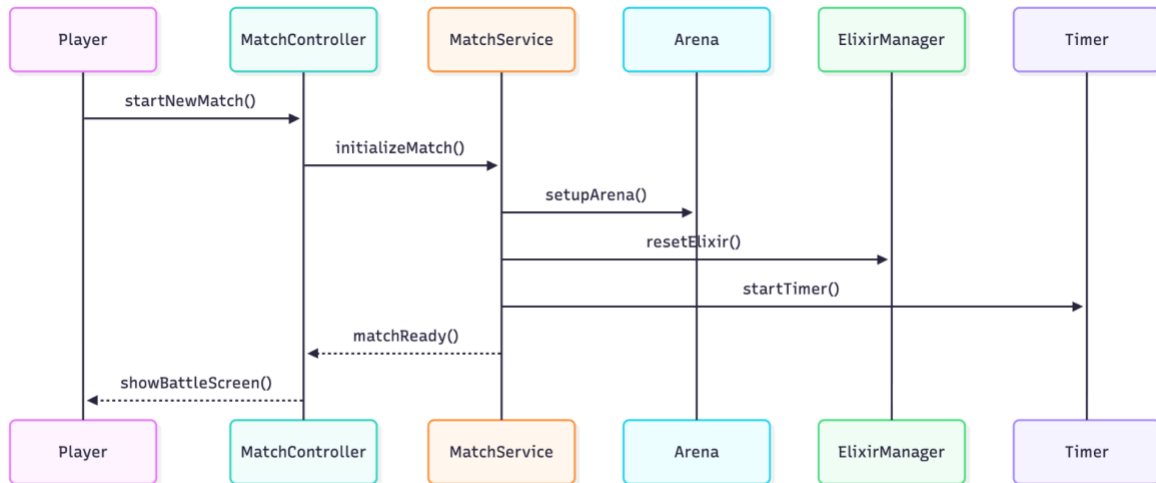 Player MatchController MatchService Arena ElixirManager Timer
startNewMatch()
initializeMatch()
setupArena()
resetElixir()
startTimer()
matchReady()
showBattleScreen()
Player MatchController MatchService Arena ElixirManager Timer